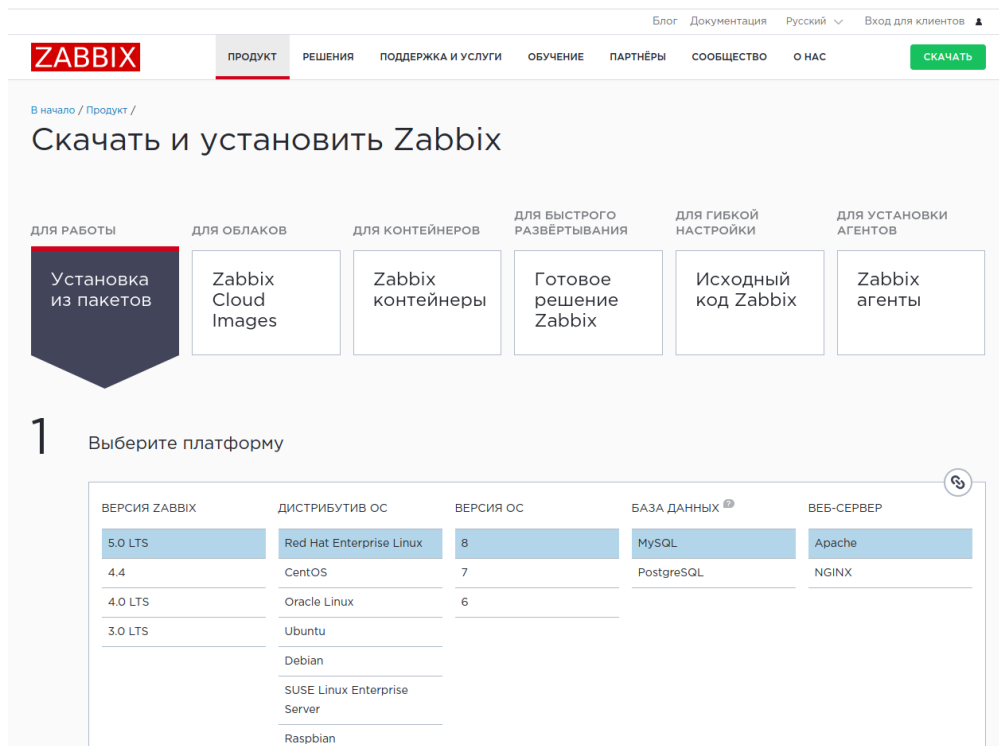 Блог Документация Русский Вход для клиентов
ZABBIX ПРОДУКТ РЕШЕНИЯ ПОДДЕРЖКА И УСЛУГИ ОБУЧЕНИЕ ПАРТНЁРЫ СООБЩЕСТВО О НАС СКАЧАТЬ
В начало / Продукт /
Скачать и установить Zabbix
ДЛЯ РАБОТЫ
Установка
из пакетов
ДЛЯ ОБЛАКОВ
Zabbix
Cloud
Images
ДЛЯ КОНТЕЙНЕРОВ
Zabbix
контейнеры
ДЛЯ БЫСТРОГО
РАЗВЁРТЫВАНИЯ
Готовое
решение
Zabbix
ДЛЯ ГИБКОЙ
НАСТРОЙКИ
Исходный
код Zabbix
ДЛЯ УСТАНОВКИ
АГЕНТОВ
Zabbix
агенты
1
Выберите платформу
ВЕРСИЯ ZABBIX
5.0 LTS
4.4
4.0 LTS
3.0 LTS
ДИСТРИБУТИВ ОС
Red Hat Enterprise Linux
CentOS
Oracle Linux
Ubuntu
Debian
SUSE Linux Enterprise
Server
Raspbian
ВЕРСИЯ ОС
8
7
6
БАЗА ДАННЫХ ?
MySQL
PostgreSQL
ВЕБ-СЕРВЕР
Apache
NGINX